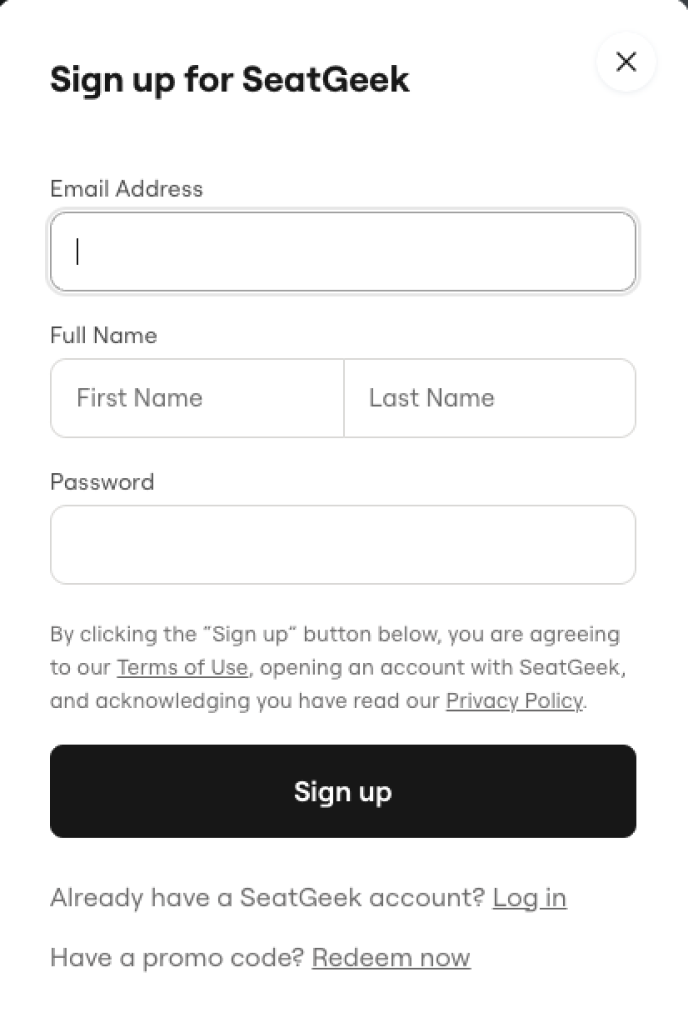 Sign up for SeatGeek
Email Address
Full Name
First Name Last Name
Password
By clicking the “Sign up” button below, you are agreeing
to our Terms of Use, opening an account with SeatGeek,
and acknowledging you have read our Privacy Policy.
Sign up
Already have a SeatGeek account? Log in
Have a promo code? Redeem now